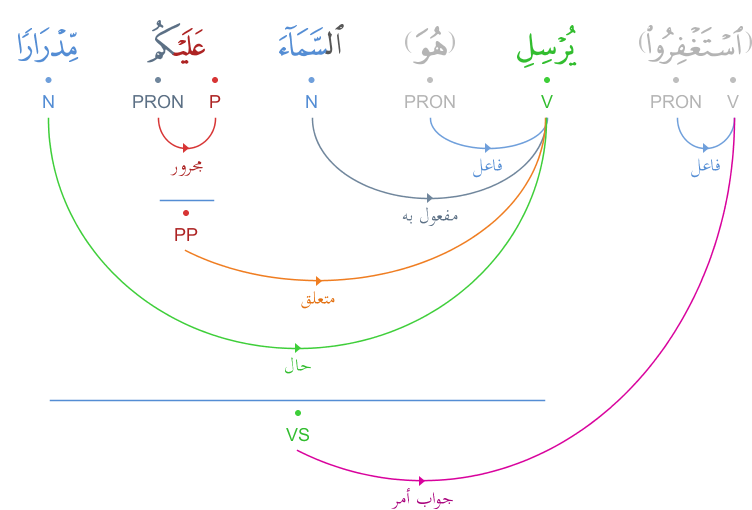 (ٱسْتَغْفِرُوا۟) يُرْسِلِ (هُوَ) ٱلسَّمَآءَ عَلَيْكُم مِّدْرَارًا
V PRON V PRON N P PRON N
فاعل فاعل مجرور
مفعول به
PP
متعلق
حال
VS
جواب أمر